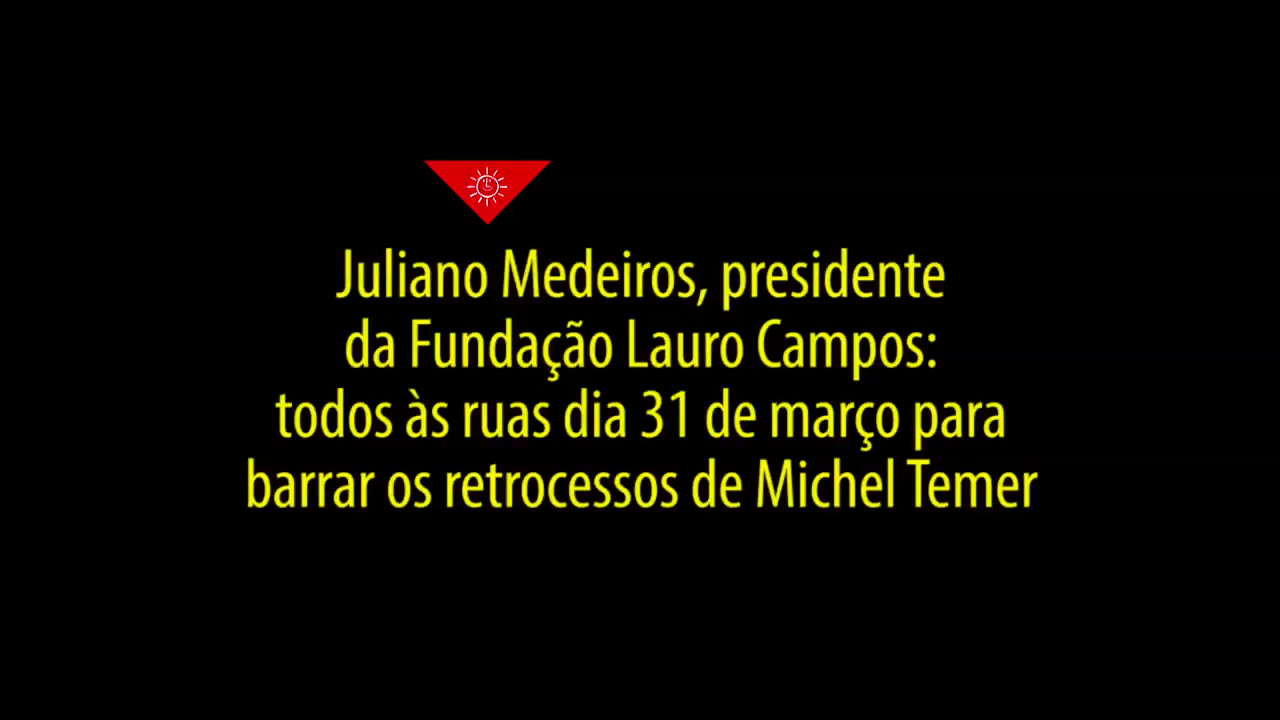 Juliano Medeiros, presidente
da Fundação Lauro Campos:
todos às ruas dia 31 de março para
barrar os retrocessos de Michel Temer